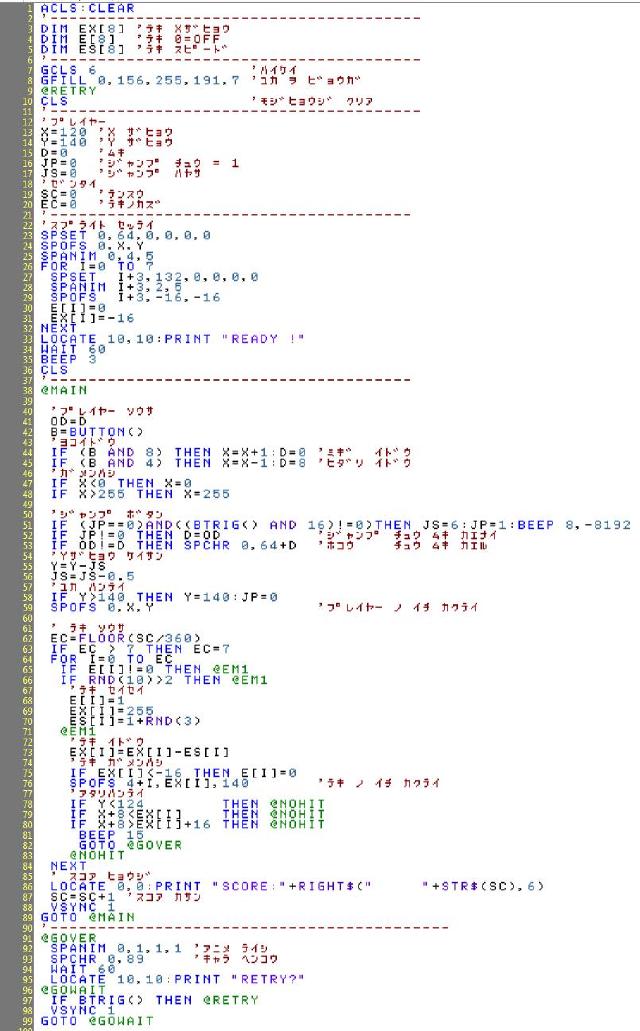 1 ACLS:CLEAR
2 '---------------------------------------
3 DIM EX[8] 'テキ Xザヒョウ
4 DIM E[8] 'テキ 0=OFF
5 DIM ES[8] 'テキ スピード
6 '---------------------------------------
7 GCLS 6 'ハイケイ
8 GFILL 0,156,255,191,7 'ユカ ヲ ビョウガ
9 @RETRY
10 CLS 'モジヒョウジ クリア
11 '---------------------------------------
12 'プレイヤー
13 X=120 'X ザヒョウ
14 Y=140 'Y ザヒョウ
15 D=0 'ムキ
16 JP=0 'ジャンプ チュウ = 1
17 JS=0 'ジャンプ ハヤサ
18 'ゼンタイ
19 SC=0 'ランスウ
20 EC=0 'テキノカズ
21 '---------------------------------------
22 'スプライト セッテイ
23 SPSET 0,64,0,0,0,0
24 SPOFS 0,X,Y
25 SPANIM 0,4,5
26 FOR I=0 TO 7
27 SPSET I+3,132,0,0,0,0
28 SPANIM I+3,2,5
29 SPOFS I+3,-16,-16
30 E[I]=0
31 EX[I]=-16
32 NEXT
33 LOCATE 10,10:PRINT "READY !"
34 WAIT 60
35 BEEP 3
36 CLS
37 '---------------------------------------
38 @MAIN
39
40 'プレイヤー ソウサ
41 OD=D
42 B=BUTTON()
43 'ヨコイドウ
44 IF (B AND 8) THEN X=X+1:D=0 'ミギ イドウ
45 IF (B AND 4) THEN X=X-1:D=8 'ヒダリ イドウ
46 'ガメンハシ
47 IF X<0 THEN X=0
48 IF X>255 THEN X=255
49
50 'ジャンプ ボタン
51 IF (JP==0)AND((BTRIG() AND 16)!=0)THEN JS=6:JP=1:BEEP 8,-8192
52 IF JP!=0 THEN D=OD 'ジャンプ チュウ ムキ カエナイ
53 IF OD!=D THEN SPCHR 0,64+D 'ホコウ チュウ ムキ カエル
54 'Yザヒョウ ケイサン
55 Y=Y-JS
56 JS=JS-0.5
57 'ユカ ハンテイ
58 IF Y>140 THEN Y=140:JP=0
59 SPOFS 0,X,Y 'プレイヤー ノ イチ カクテイ
60
61 'テキ ソウサ
62 EC=FLOOR(SC/360)
63 IF EC > 7 THEN EC=7
64 FOR I=0 TO EC
65 IF E[I]!=0 THEN @EM1
66 IF RND(10)>2 THEN @EM1
67 'テキ セイセイ
68 E[I]=1
69 EX[I]=255
70 ES[I]=1+RND(3)
71 @EM1
72 'テキ イドウ
73 EX[I]=EX[I]-ES[I]
74 'テキ ガメンハシ
75 IF EX[I]<-16 THEN E[I]=0
76 SPOFS 4+I,EX[I],140 'テキ ノ イチ カクテイ
77 'アタリハンテイ
78 IF Y<124 THEN @NOHIT
79 IF X+8<EX[I] THEN @NOHIT
80 IF X+8>EX[I]+16 THEN @NOHIT
81 BEEP 15
82 GOTO @GOVER
83 @NOHIT
84 NEXT
85 'スコア ヒョウジ
86 LOCATE 0,0:PRINT "SCORE:"+RIGHT$("      "+STR$(SC),6)
87 SC=SC+1 'スコア カサン
88 VSYNC 1
89 GOTO @MAIN
90 '---------------------------------------
91 @GOVER
92 SPANIM 0,1,1,1 'アニメ テイシ
93 SPCHR 0,89 'キャラ ヘンコウ
94 WAIT 60
95 LOCATE 10,10:PRINT "RETRY?"
96 @GOWAIT
97 IF BTRIG() THEN @RETRY
98 VSYNC 1
99 GOTO @GOWAIT